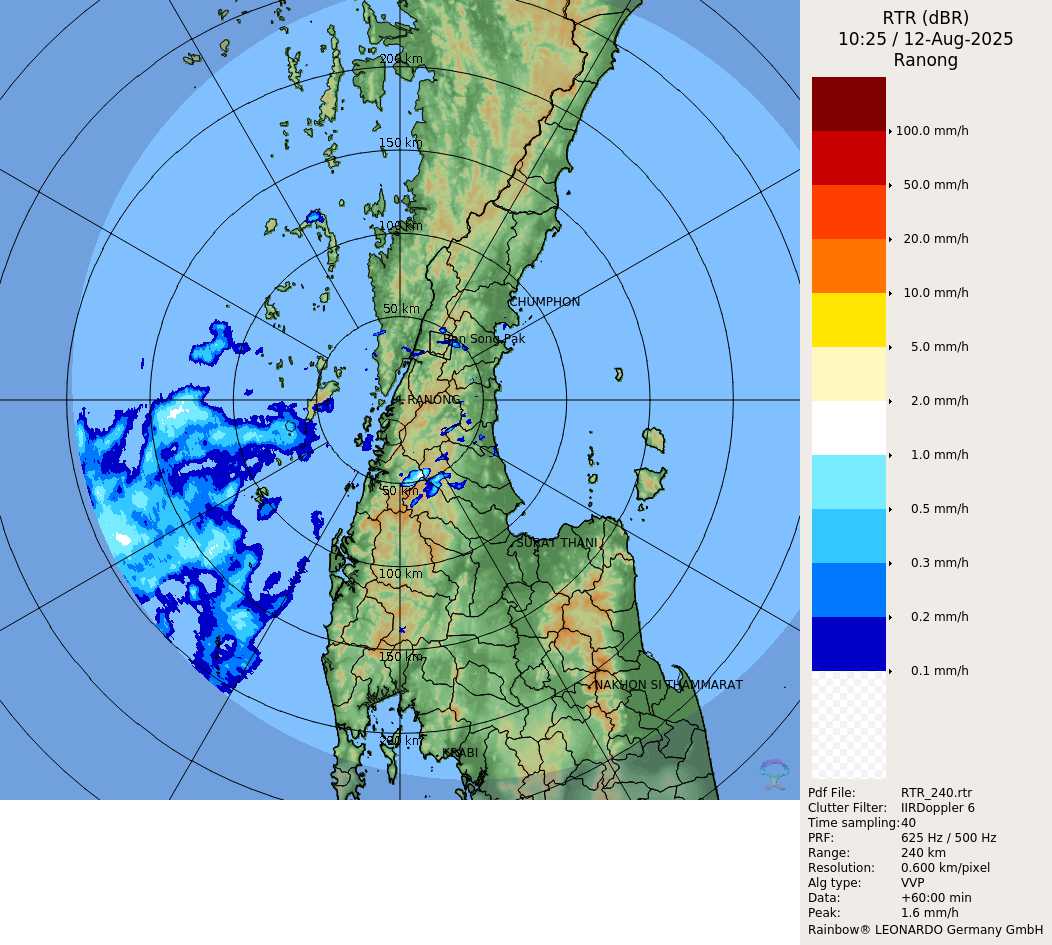 RTR (dBR)
10:25 / 12-Aug-2025
Ranong
200 km
150 km
100 km
50 km
CHUMPHON
Ban Song Pak
RANONG
50 km
SURAT THANI
100 km
150 km
NAKHON SI THAMMARAT
200 km
KRABI
100.0 mm/h
50.0 mm/h
20.0 mm/h
10.0 mm/h
5.0 mm/h
2.0 mm/h
1.0 mm/h
0.5 mm/h
0.3 mm/h
0.2 mm/h
0.1 mm/h
Pdf File: RTR_240.rtr
Clutter Filter: IIRDoppler 6
Time sampling:40
PRF: 625 Hz / 500 Hz
Range: 240 km
Resolution: 0.600 km/pixel
Alg type: VVP
Data: +60:00 min
Peak: 1.6 mm/h
Rainbow® LEONARDO Germany GmbH